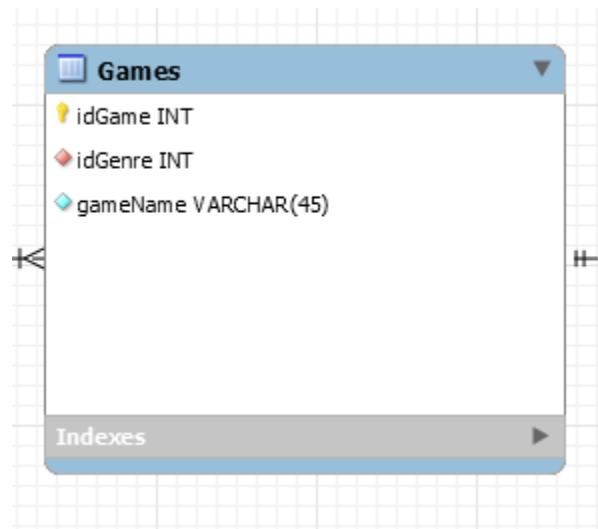 Games
idGame INT
idGenre INT
gameName VARCHAR(45)
Indexes